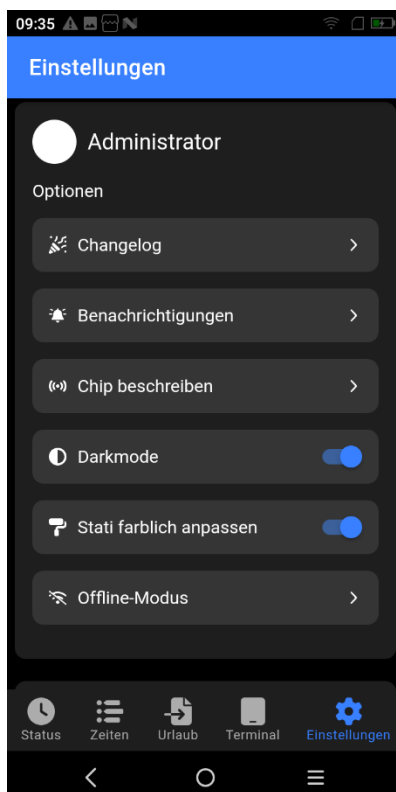 09:35
Einstellungen
Administrator
Optionen
Changelog
Benachrichtigungen
Chip beschreiben
Darkmode
Stati farblich anpassen
Offline-Modus
Status Zeiten Urlaub Terminal Einstellungen